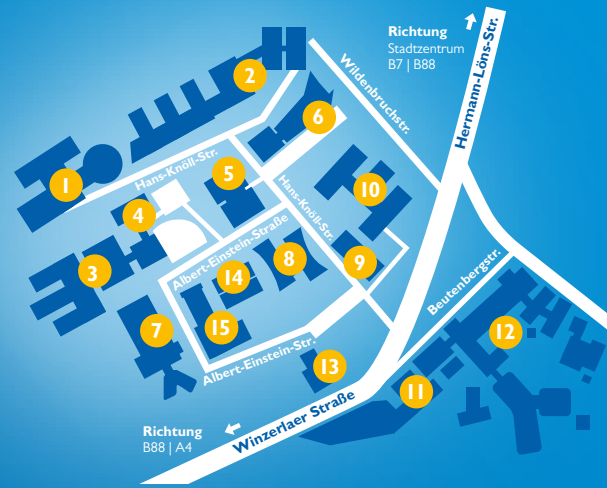 Richtung
Stadtzentrum
B7 | B88
Hermann-Löns-Str.
Wildenbruchstr.
2
6
Hans-Knöll-Str.
1
5
10
4
Hans-Knöll-Str.
Albert-Einstein-Straße
3
14
8
9
Beutenbergstr.
7
15
12
Albert-Einstein-Str.
13
11
Winzerlaer Straße
Richtung
B88 | A4